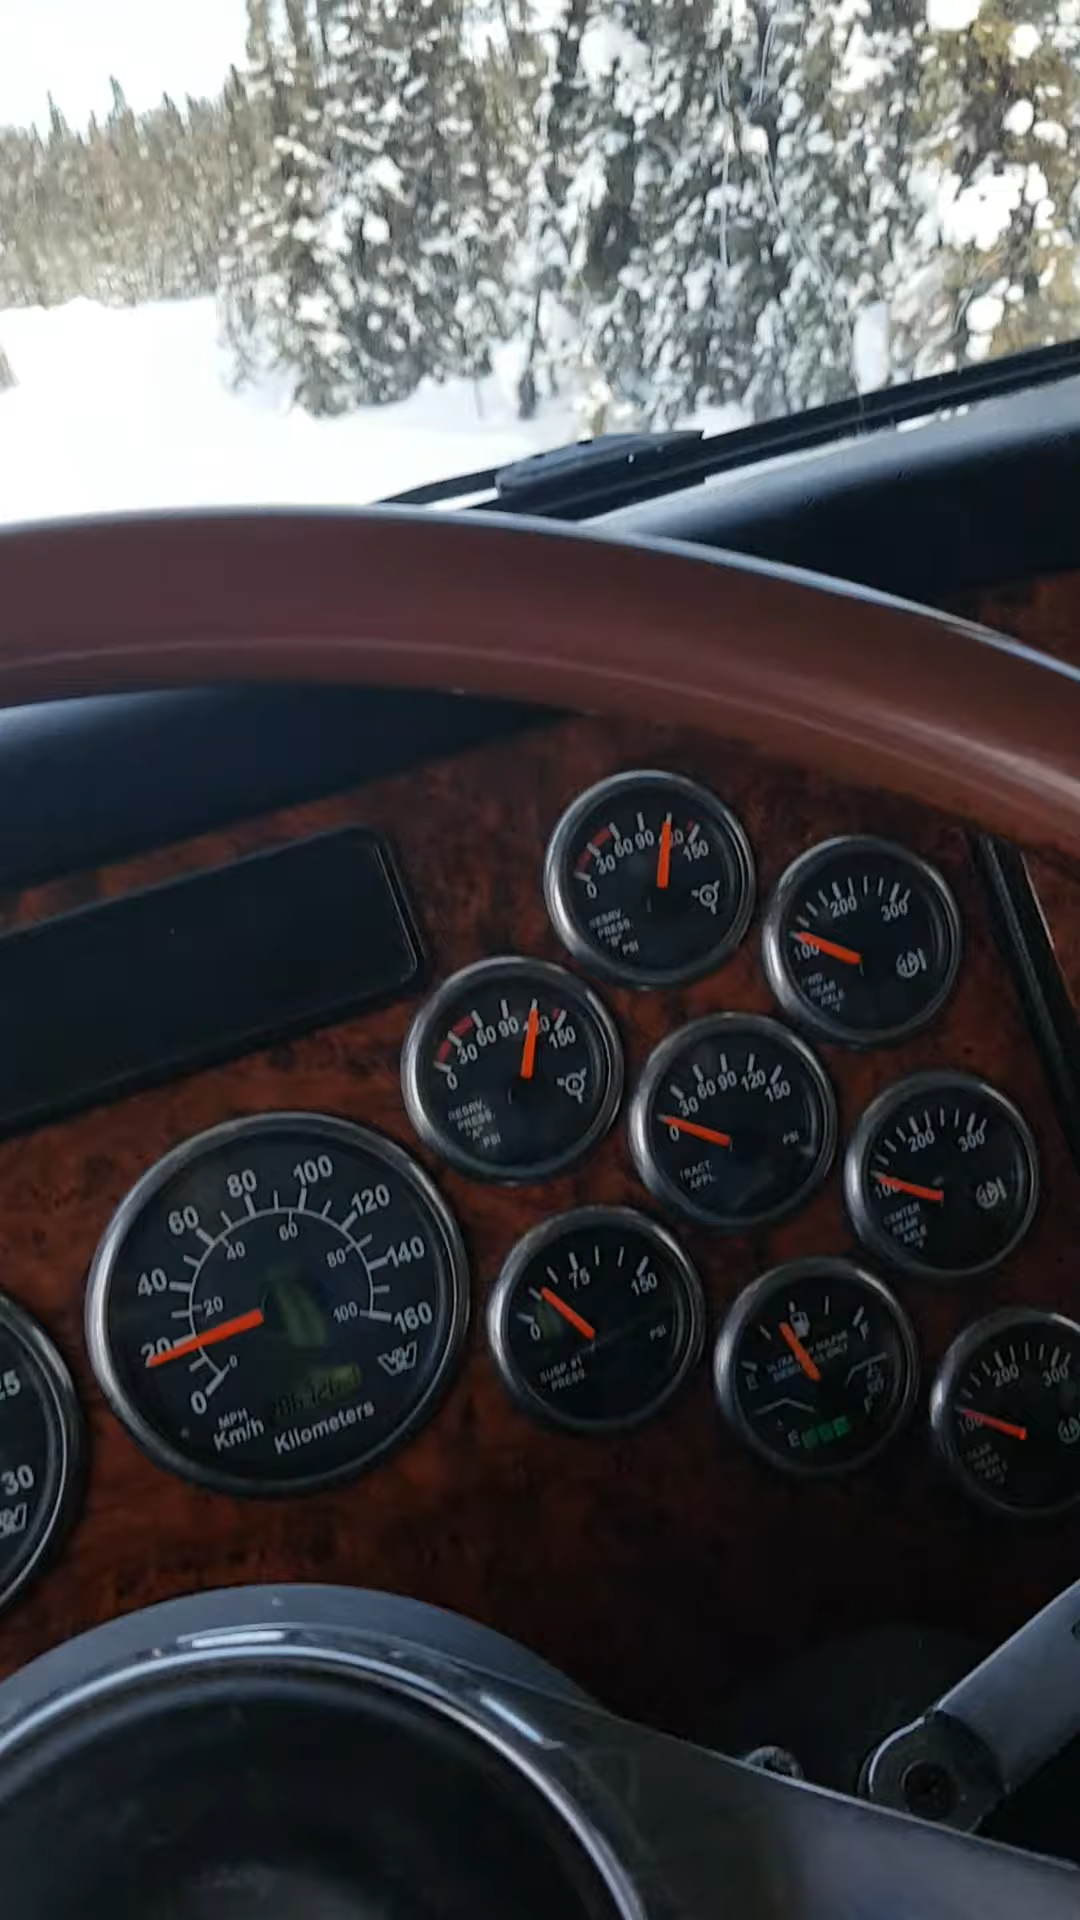 0 30 60 90 150
RESRV.
PRESS.
"B"
PSI
100 200 300
REAR
AXLE
0 30 60 90 150
RESRV.
PRESS.
"A"
PSI
0 30 60 90 120 150
PSI
TRACT.
APPL.
100 200 300
CENTER
REAR
AXLE
0 20 40 60 80 100 120 140 160
20 40 60 80 100
0
MPH
Km/h
Kilometers
0 75 150
PSI
SUSP. #1
PRESS
E F
E
100 200 300
REAR
AXLE
25
30